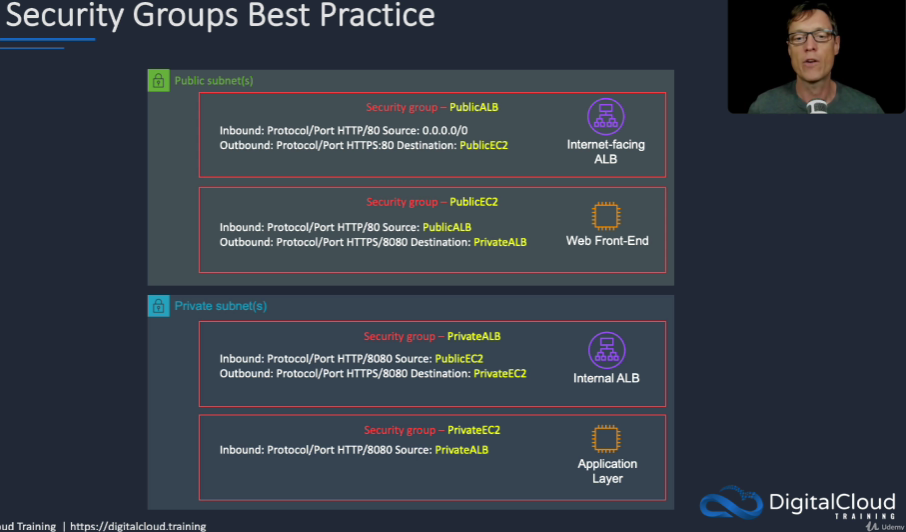 Security Groups Best Practice
Public subnet(s)
Security group – PublicALB
Inbound: Protocol/Port HTTP/80 Source: 0.0.0.0/0
Outbound: Protocol/Port HTTPS:80 Destination: PublicEC2
Internet-facing
ALB
Security group – PublicEC2
Inbound: Protocol/Port HTTP/80 Source: PublicALB
Outbound: Protocol/Port HTTPS/8080 Destination: PrivateALB
Web Front-End
Private subnet(s)
Security group – PrivateALB
Inbound: Protocol/Port HTTP/8080 Source: PublicEC2
Outbound: Protocol/Port HTTPS/8080 Destination: PrivateEC2
Internal ALB
Security group – PrivateEC2
Inbound: Protocol/Port HTTP/8080 Source: PrivateALB
Application
Layer
DigitalCloud
TRAINING
oud Training | https://digitalcloud.training
Udemy